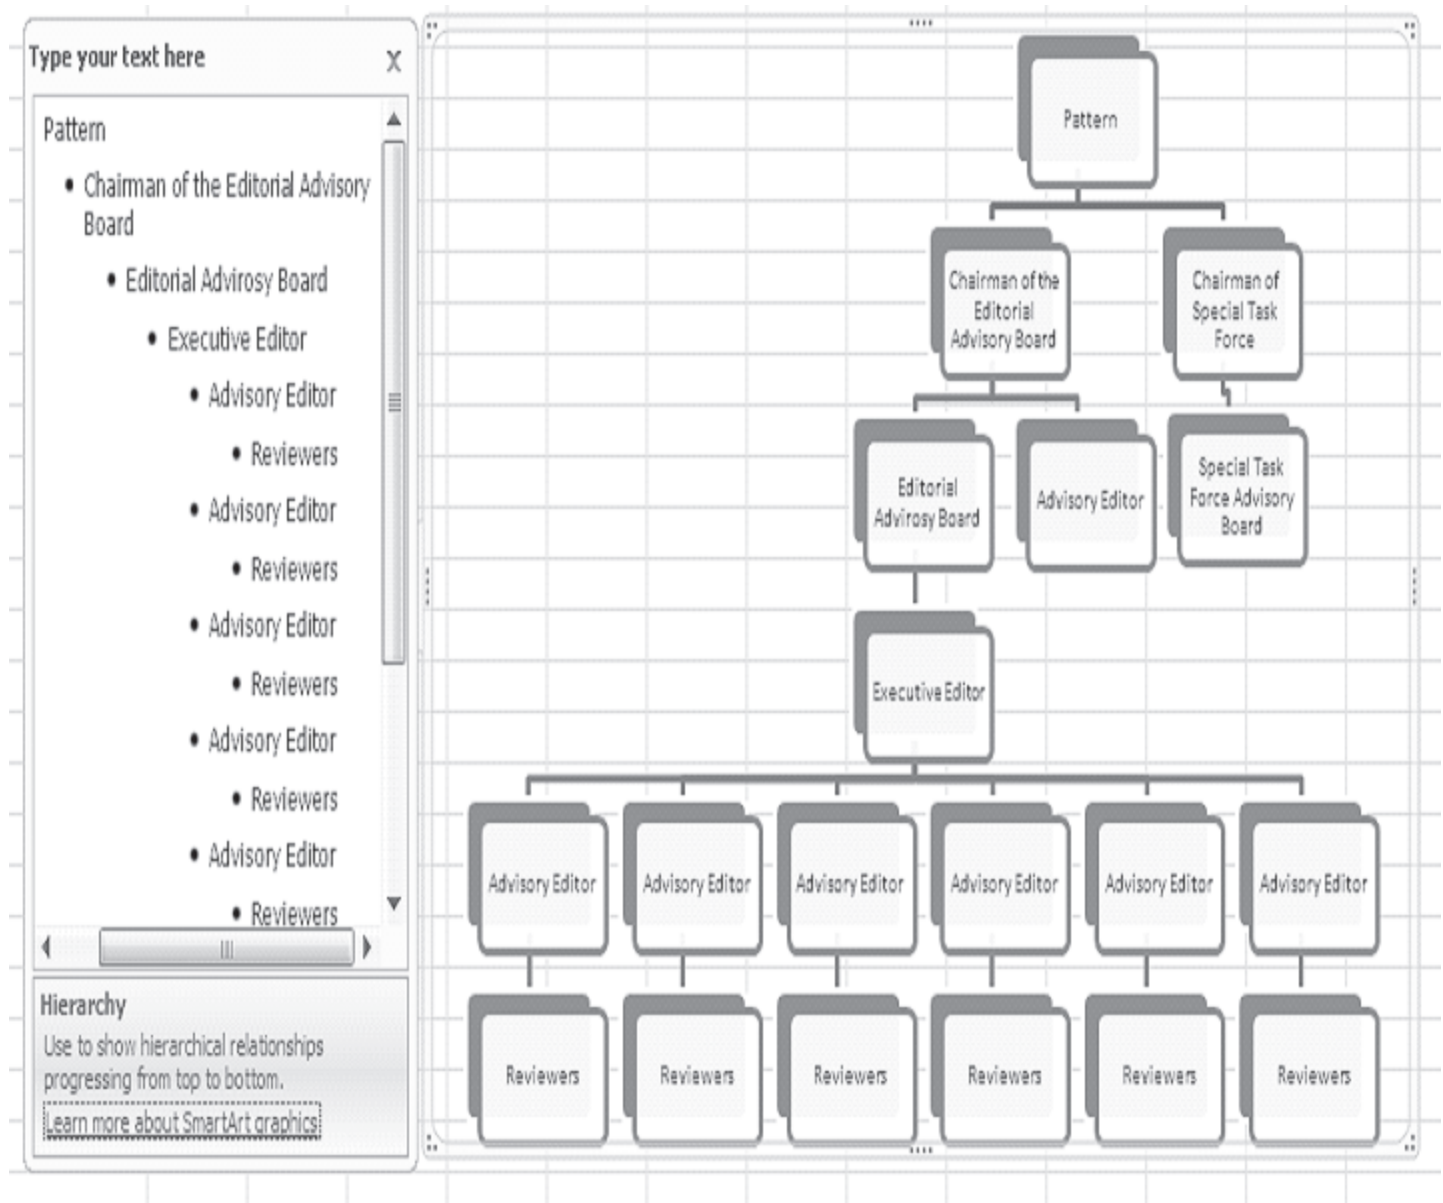 Type your text here
X
Pattern
• Chairman of the Editorial Advisory
Board
• Editorial Advirosy Board
• Executive Editor
• Advisory Editor
• Reviewers
• Advisory Editor
• Reviewers
• Advisory Editor
• Reviewers
• Advisory Editor
• Reviewers
• Advisory Editor
• Reviewers
Hierarchy
Use to show hierarchical relationships
progressing from top to bottom.
Learn more about SmartArt graphics
Pattern
Chairman of the
Editorial
Advisory Board
Chairman of
Special Task
Force
Editorial
Advirosy Board
Advisory Editor
Special Task
Force Advisory
Board
Executive Editor
Advisory Editor
Advisory Editor
Advisory Editor
Advisory Editor
Advisory Editor
Advisory Editor
Reviewers
Reviewers
Reviewers
Reviewers
Reviewers
Reviewers